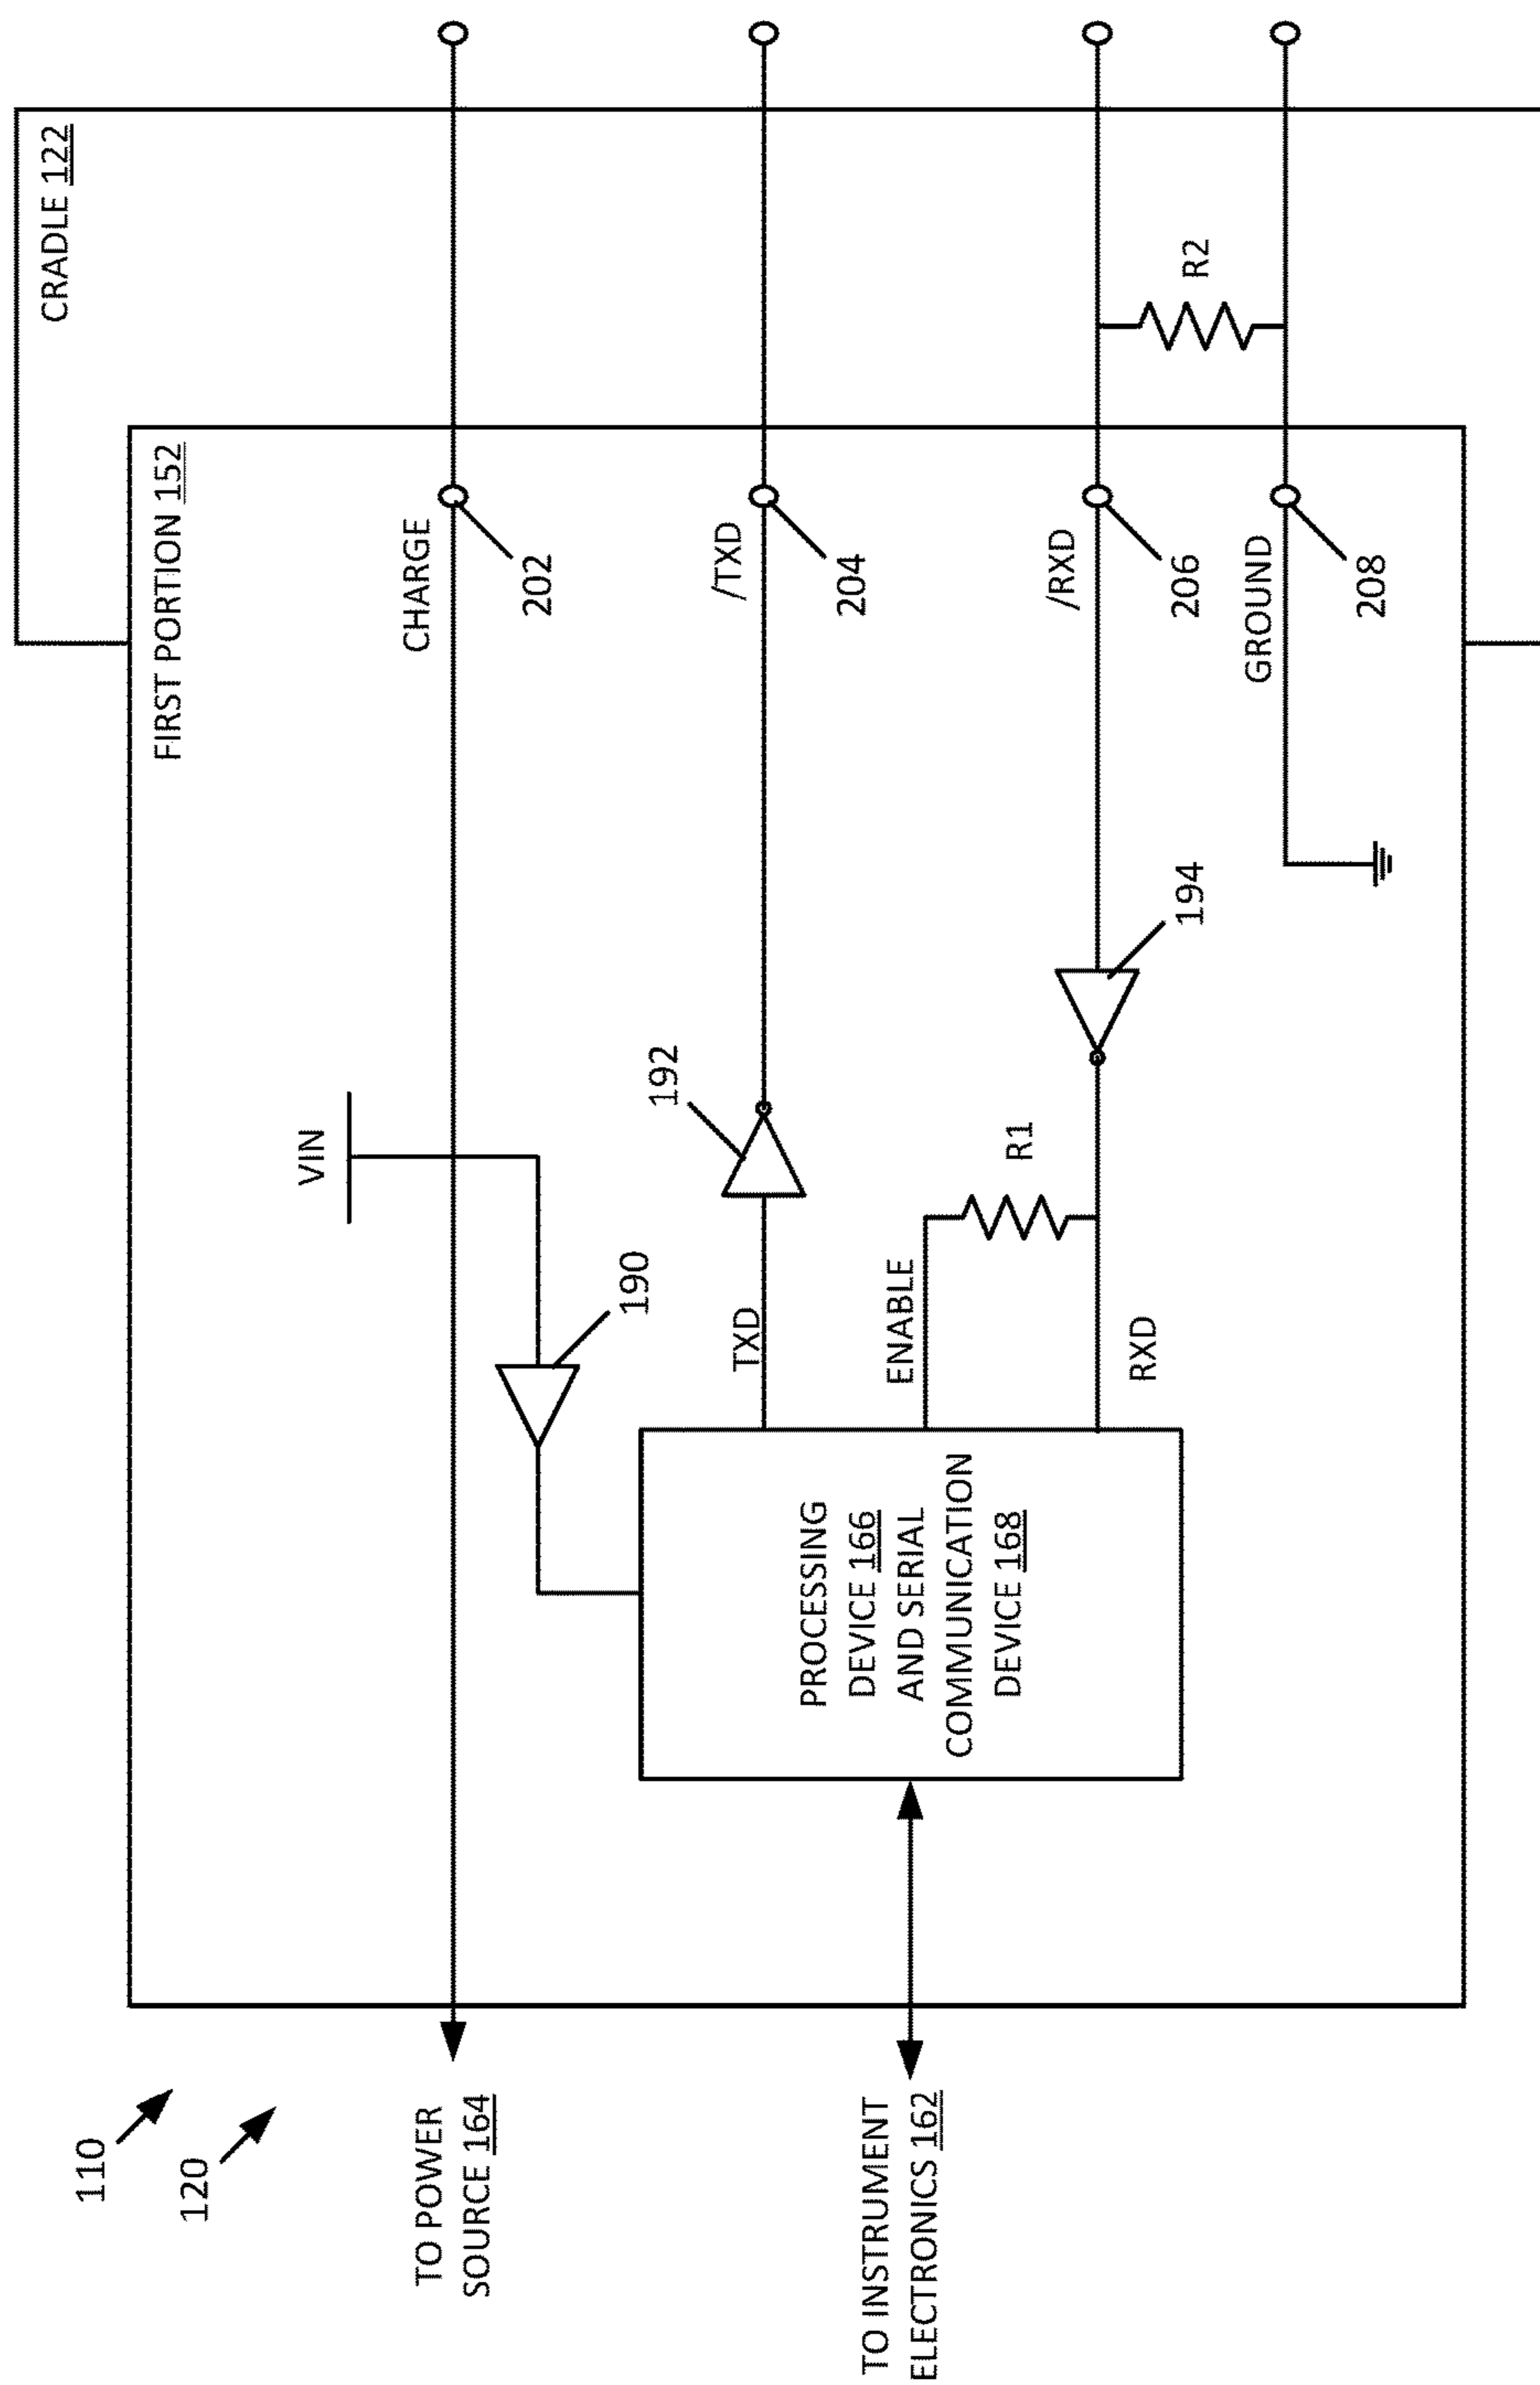 110
120
TO POWER
SOURCE 164
TO INSTRUMENT
ELECTRONICS 162
CRADLE 122
FIRST PORTION 152
VIN
CHARGE
202
190
192
TXD
/TXD
204
PROCESSING
DEVICE 166
AND SERIAL
COMMUNICATION
DEVICE 168
ENABLE
R1
RXD
/RXD
206
194
R2
GROUND
208